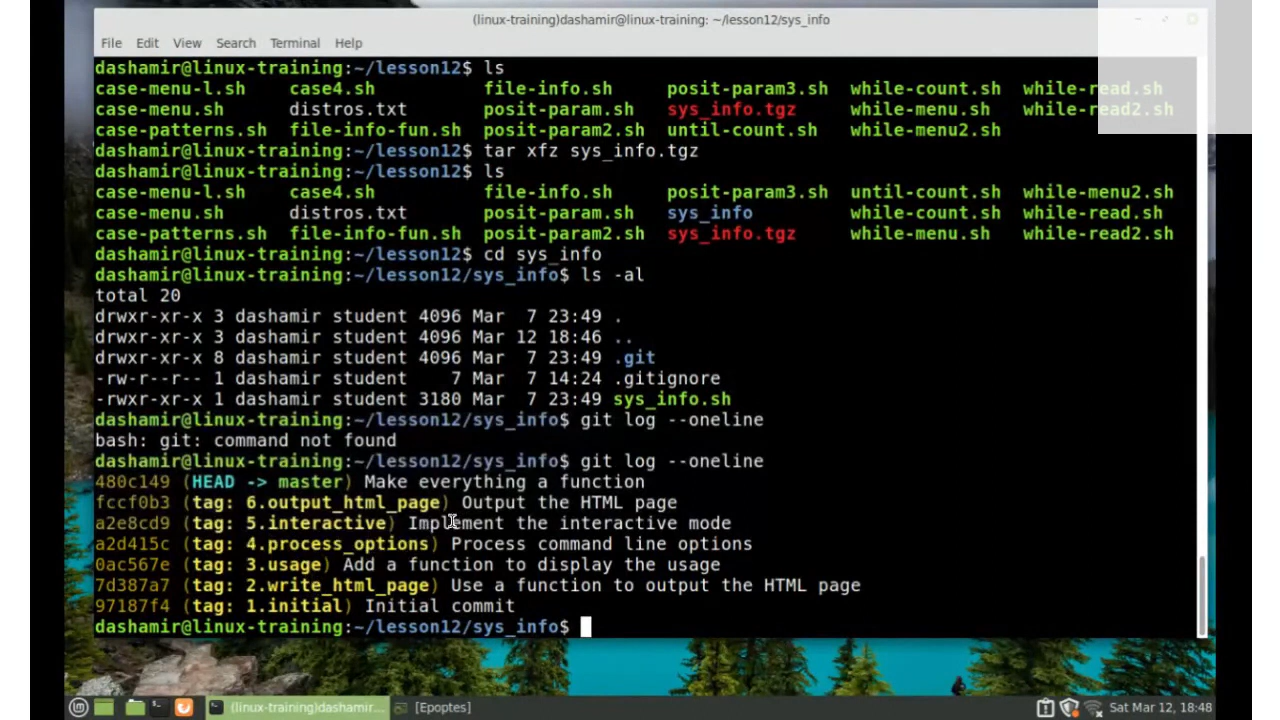 (linux-training)dashamir@linux-training: ~/lesson12/sys_info
File Edit View Search Terminal Help
dashamir@linux-training:~/lesson12$ ls
case-menu-l.sh case4.sh file-info.sh posit-param3.sh while-count.sh while-read.sh
case-menu.sh distros.txt posit-param.sh sys_info.tgz while-menu.sh while-read2.sh
case-patterns.sh file-info-fun.sh posit-param2.sh until-count.sh while-menu2.sh
dashamir@linux-training:~/lesson12$ tar xfz sys_info.tgz
dashamir@linux-training:~/lesson12$ ls
case-menu-l.sh case4.sh file-info.sh posit-param3.sh until-count.sh while-menu2.sh
case-menu.sh distros.txt posit-param.sh sys_info while-count.sh while-read.sh
case-patterns.sh file-info-fun.sh posit-param2.sh sys_info.tgz while-menu.sh while-read2.sh
dashamir@linux-training:~/lesson12$ cd sys_info
dashamir@linux-training:~/lesson12/sys_info$ ls -al
total 20
drwxr-xr-x 3 dashamir student 4096 Mar 7 23:49 .
drwxr-xr-x 3 dashamir student 4096 Mar 12 18:46 ..
drwxr-xr-x 8 dashamir student 4096 Mar 7 23:49 .git
-rw-r--r-- 1 dashamir student 7 Mar 7 14:24 .gitignore
-rwxr-xr-x 1 dashamir student 3180 Mar 7 23:49 sys_info.sh
dashamir@linux-training:~/lesson12/sys_info$ git log --oneline
bash: git: command not found
dashamir@linux-training:~/lesson12/sys_info$ git log --oneline
480c149 (HEAD -> master) Make everything a function
fccf0b3 (tag: 6.output_html_page) Output the HTML page
a2e8cd9 (tag: 5.interactive) Implement the interactive mode
a2d415c (tag: 4.process_options) Process command line options
0ac567e (tag: 3.usage) Add a function to display the usage
7d387a7 (tag: 2.write_html_page) Use a function to output the HTML page
97187f4 (tag: 1.initial) Initial commit
dashamir@linux-training:~/lesson12/sys_info$
(linux-training)dashamir... [Epoptes] Sat Mar 12, 18:48